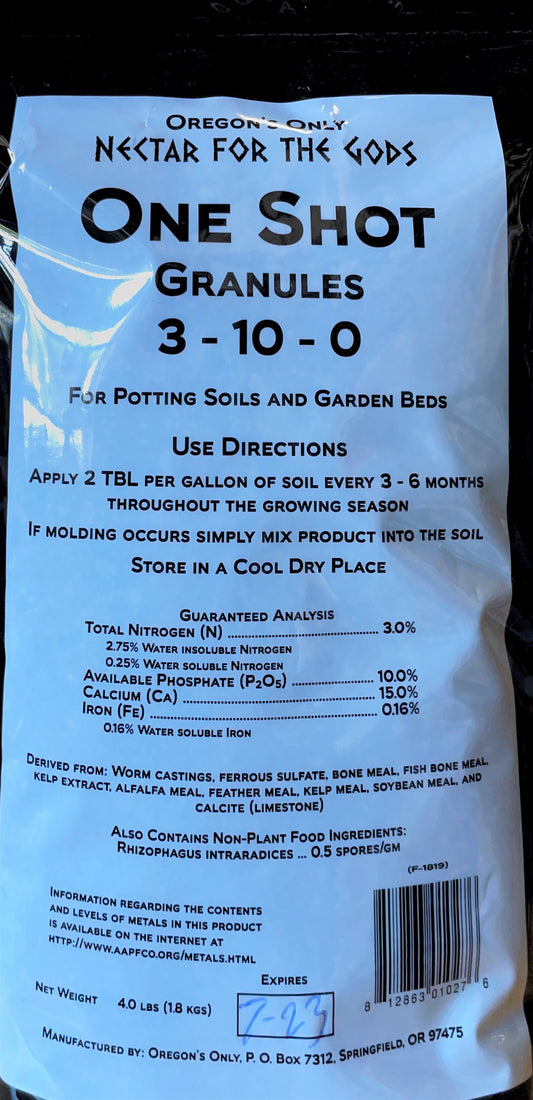 Oregon's Only
Nectar for the Gods
One Shot
Granules
3 - 10 - 0
For Potting Soils and Garden Beds
Use Directions
Apply 2 TBL per gallon of soil every 3 - 6 months
throughout the growing season
If molding occurs simply mix product into the soil
Store in a Cool Dry Place
Guaranteed Analysis
Total Nitrogen (N) ........................................ 3.0%
2.75% Water insoluble Nitrogen
0.25% Water soluble Nitrogen
Available Phosphate (P₂O₅) ...................... 10.0%
Calcium (Ca) .................................................... 15.0%
Iron (Fe) ............................................................. 0.16%
0.16% Water soluble Iron
Derived from: Worm castings, ferrous sulfate, bone meal, fish bone meal,
kelp extract, alfalfa meal, feather meal, kelp meal, soybean meal, and
calcite (limestone)
Also Contains Non-Plant Food Ingredients:
Rhizophagus intraradices ... 0.5 spores/gm
(F-1819)
Information regarding the contents
and levels of metals in this product
is available on the internet at
http://www.aapfco.org/metals.html
Expires
7-23
Net Weight 4.0 lbs (1.8 kgs)
8 12863 01027 6
Manufactured by: Oregon's Only, P. O. Box 7312, Springfield, OR 97475